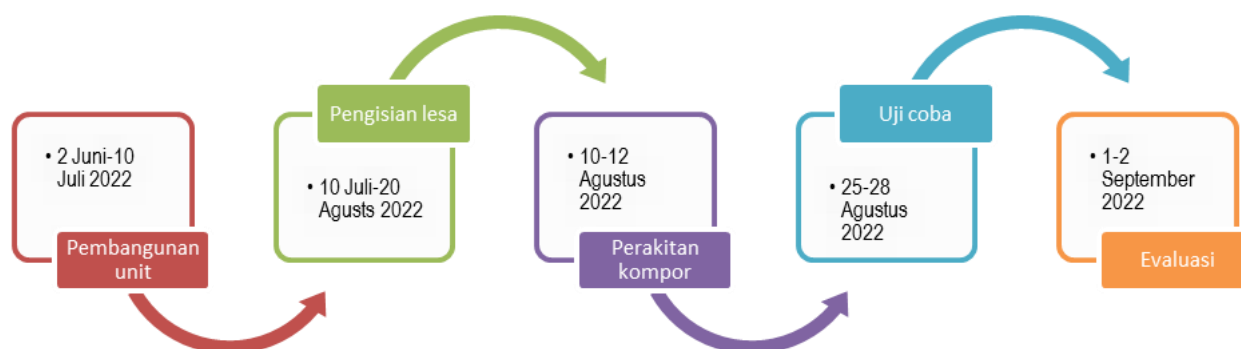 • 2 Juni-10
Juli 2022
Pembangunan
unit
Pengisian lesa
• 10 Juli-20
Agusts 2022
• 10-12
Agustus
2022
Perakitan
kompor
Uji coba
• 25-28
Agustus
2022
• 1-2
September
2022
Evaluasi